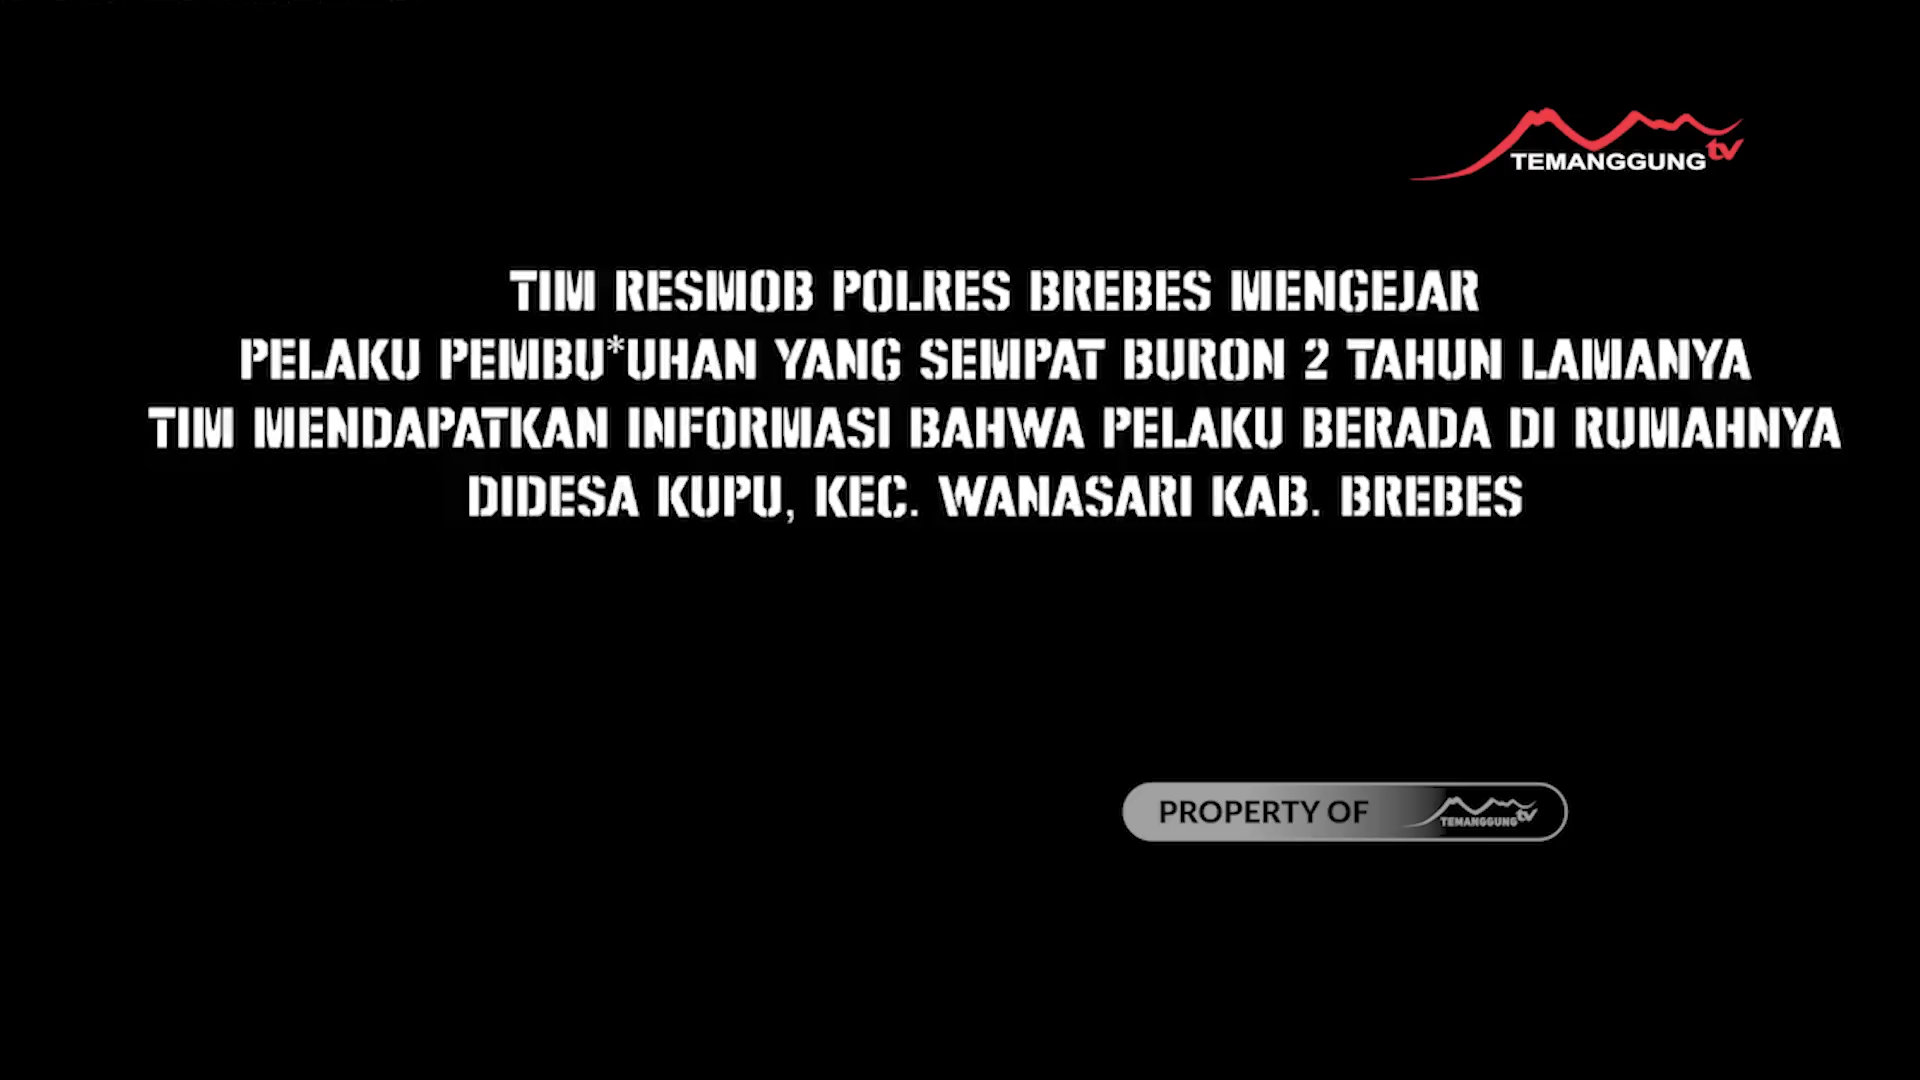 TEMANGGUNG tv
TIM RESMOB POLRES BREBES MENGEJAR
PELAKU PEMBU*UHAN YANG SEMPAT BURON 2 TAHUN LAMANYA
TIM MENDAPATKAN INFORMASI BAHWA PELAKU BERADA DI RUMAHNYA
DIDESA KUPU, KEC. WANASARI KAB. BREBES
PROPERTY OF TEMANGGUNG tv